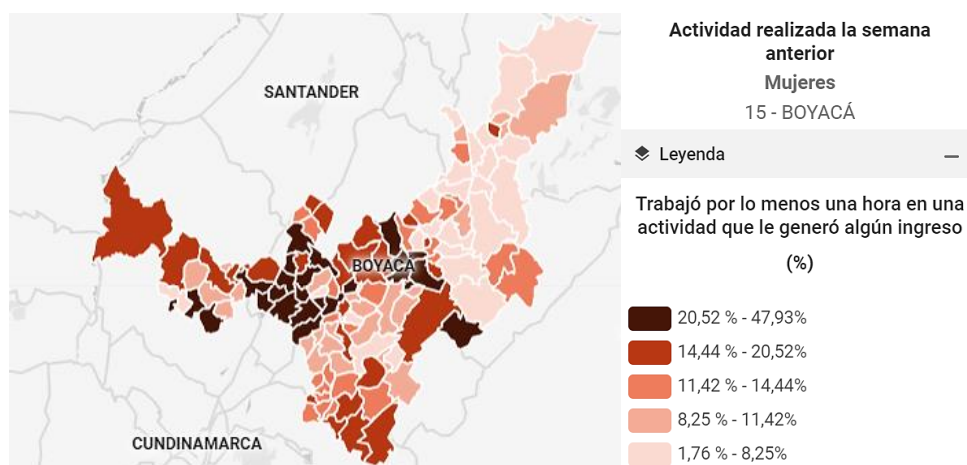 SANTANDER
BOYACÁ
CUNDINAMARCA
Actividad realizada la semana
anterior
Mujeres
15 - BOYACÁ
Leyenda
Trabajó por lo menos una hora en una
actividad que le generó algún ingreso
(%)
20,52 % - 47,93%
14,44 % - 20,52%
11,42 % - 14,44%
8,25 % - 11,42%
1,76 % - 8,25%